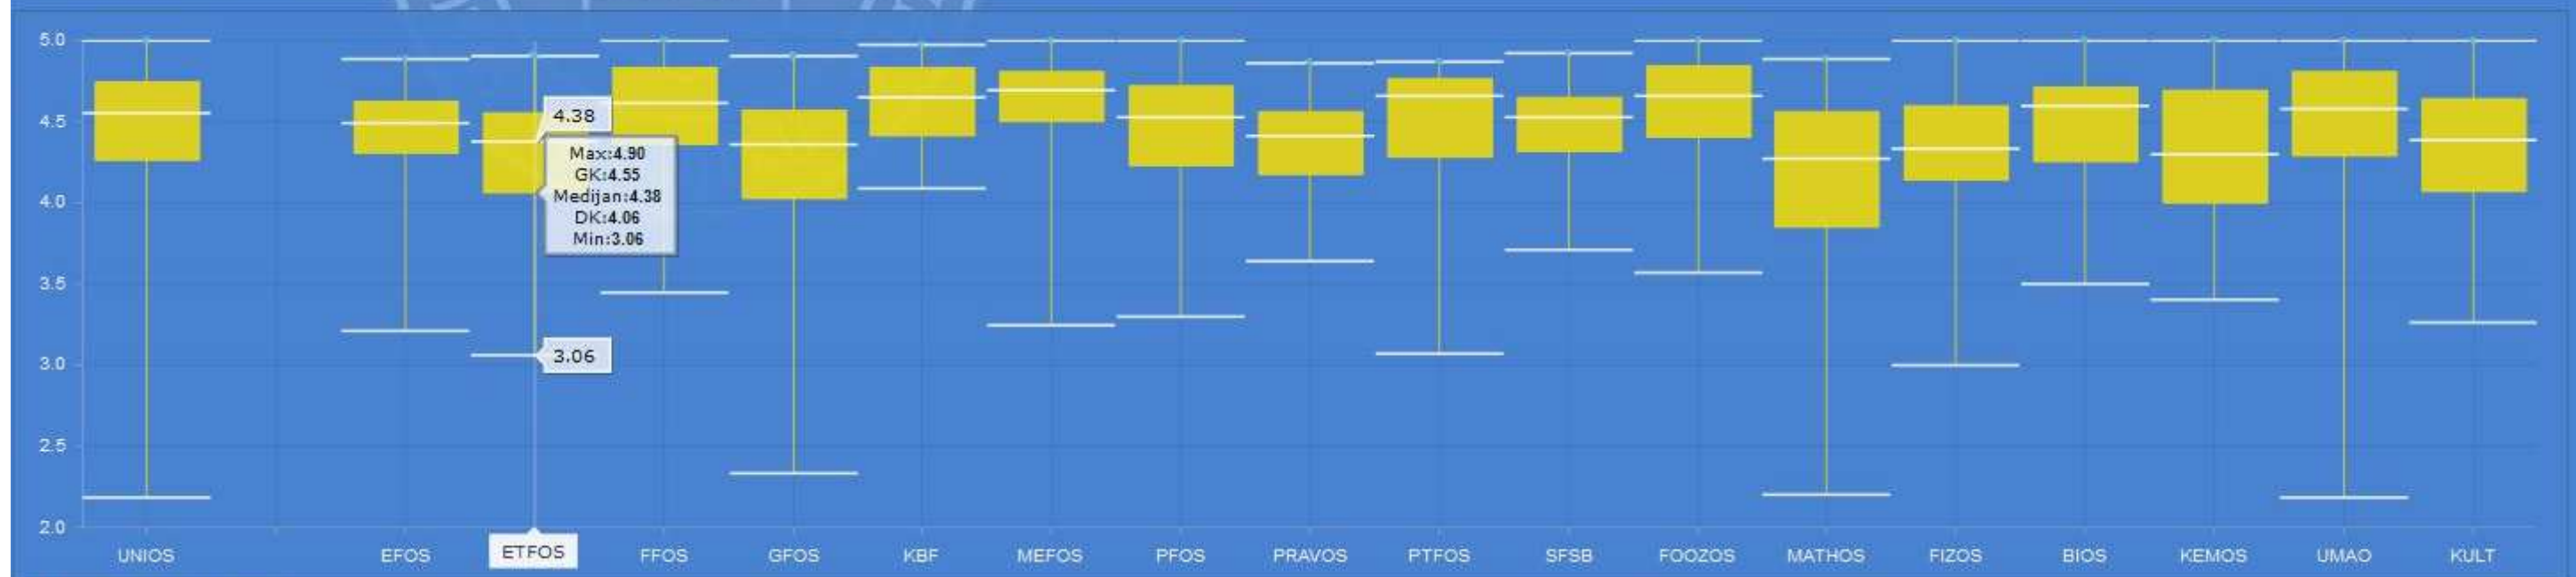 5.0
4.5
4.0
3.5
3.0
2.5
2.0
4.38
Max:4.90
GK:4.55
Medijan:4.38
DK:4.06
Min:3.06
3.06
UNIOS EFOS ETFOS FFOS GFOS KBF MEFOS PFOS PRAVOS PTFOS SFSB FOOZOS MATHOS FIZOS BIOS KEMOS UMAO KULT